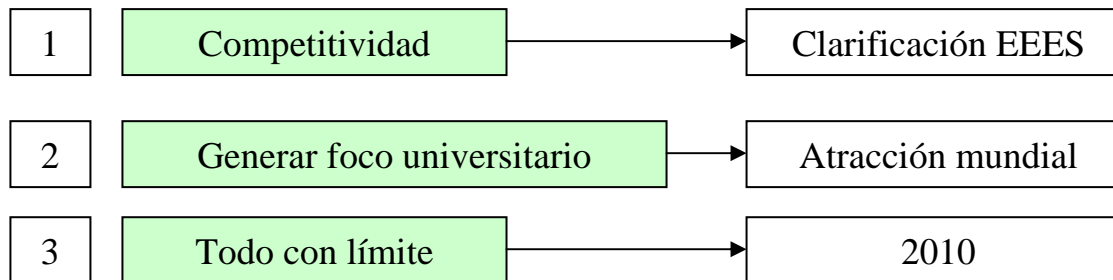 1 Competitividad Clarificación EEES
2 Generar foco universitario Atracción mundial
3 Todo con límite 2010